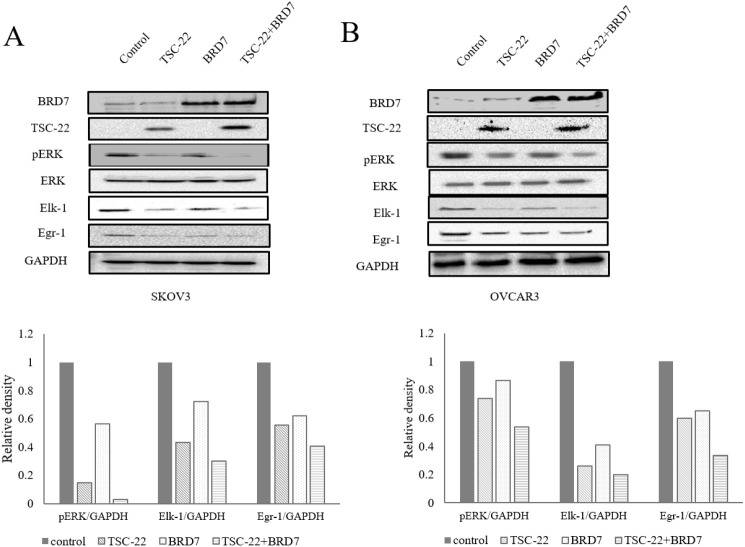 A
Control
TSC-22
BRD7
TSC-22+BRD7
BRD7
TSC-22
pERK
ERK
Elk-1
Egr-1
GAPDH
SKOV3
B
Control
TSC-22
BRD7
TSC-22+BRD7
BRD7
TSC-22
pERK
ERK
Elk-1
Egr-1
GAPDH
OVCAR3
Relative density
1.2
1
0.8
0.6
0.4
0.2
0
pERK/GAPDH Elk-1/GAPDH Egr-1/GAPDH
control TSC-22 BRD7 TSC-22+BRD7
Relative density
1.2
1
0.8
0.6
0.4
0.2
0
pERK/GAPDH Elk-1/GAPDH Egr-1/GAPDH
control TSC-22 BRD7 TSC-22+BRD7